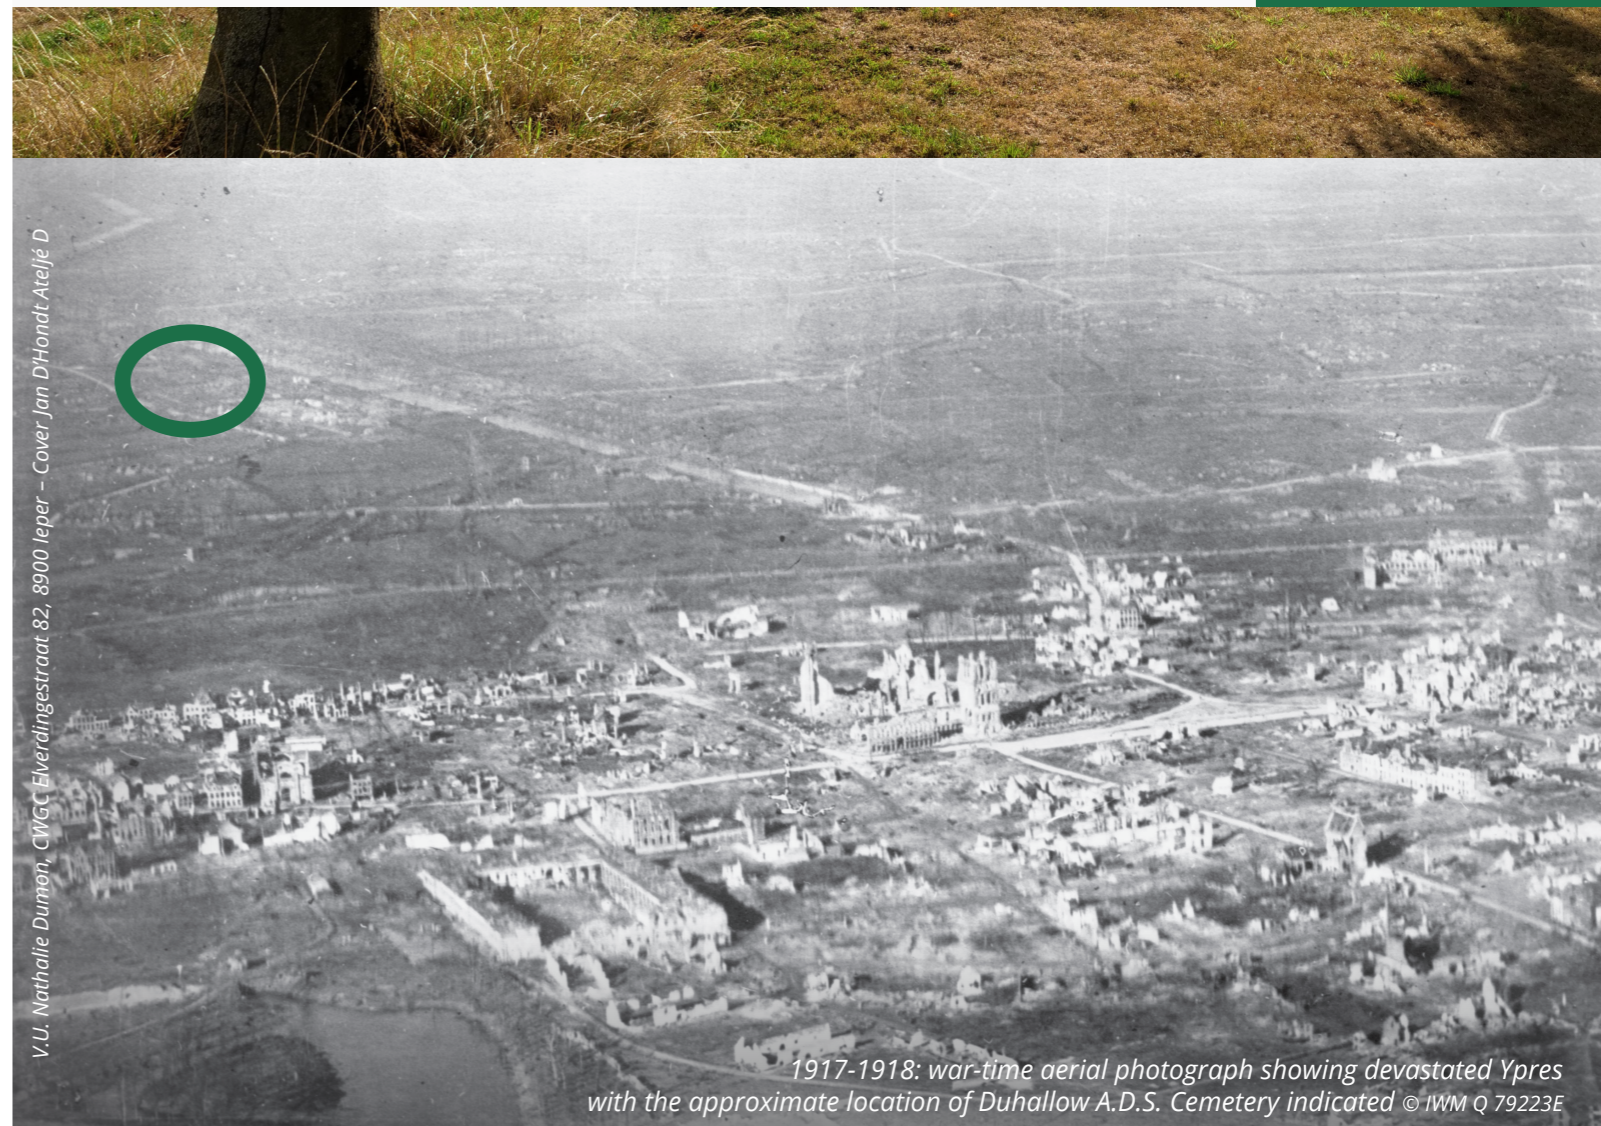 V.U. Nathalie Dumon, CWGC Elverdingestraat 82, 8900 Ieper – Cover Jan D'Hondt Ateljé D
1917-1918: war-time aerial photograph showing devastated Ypres
with the approximate location of Duhallow A.D.S. Cemetery indicated © IWM Q 79223E